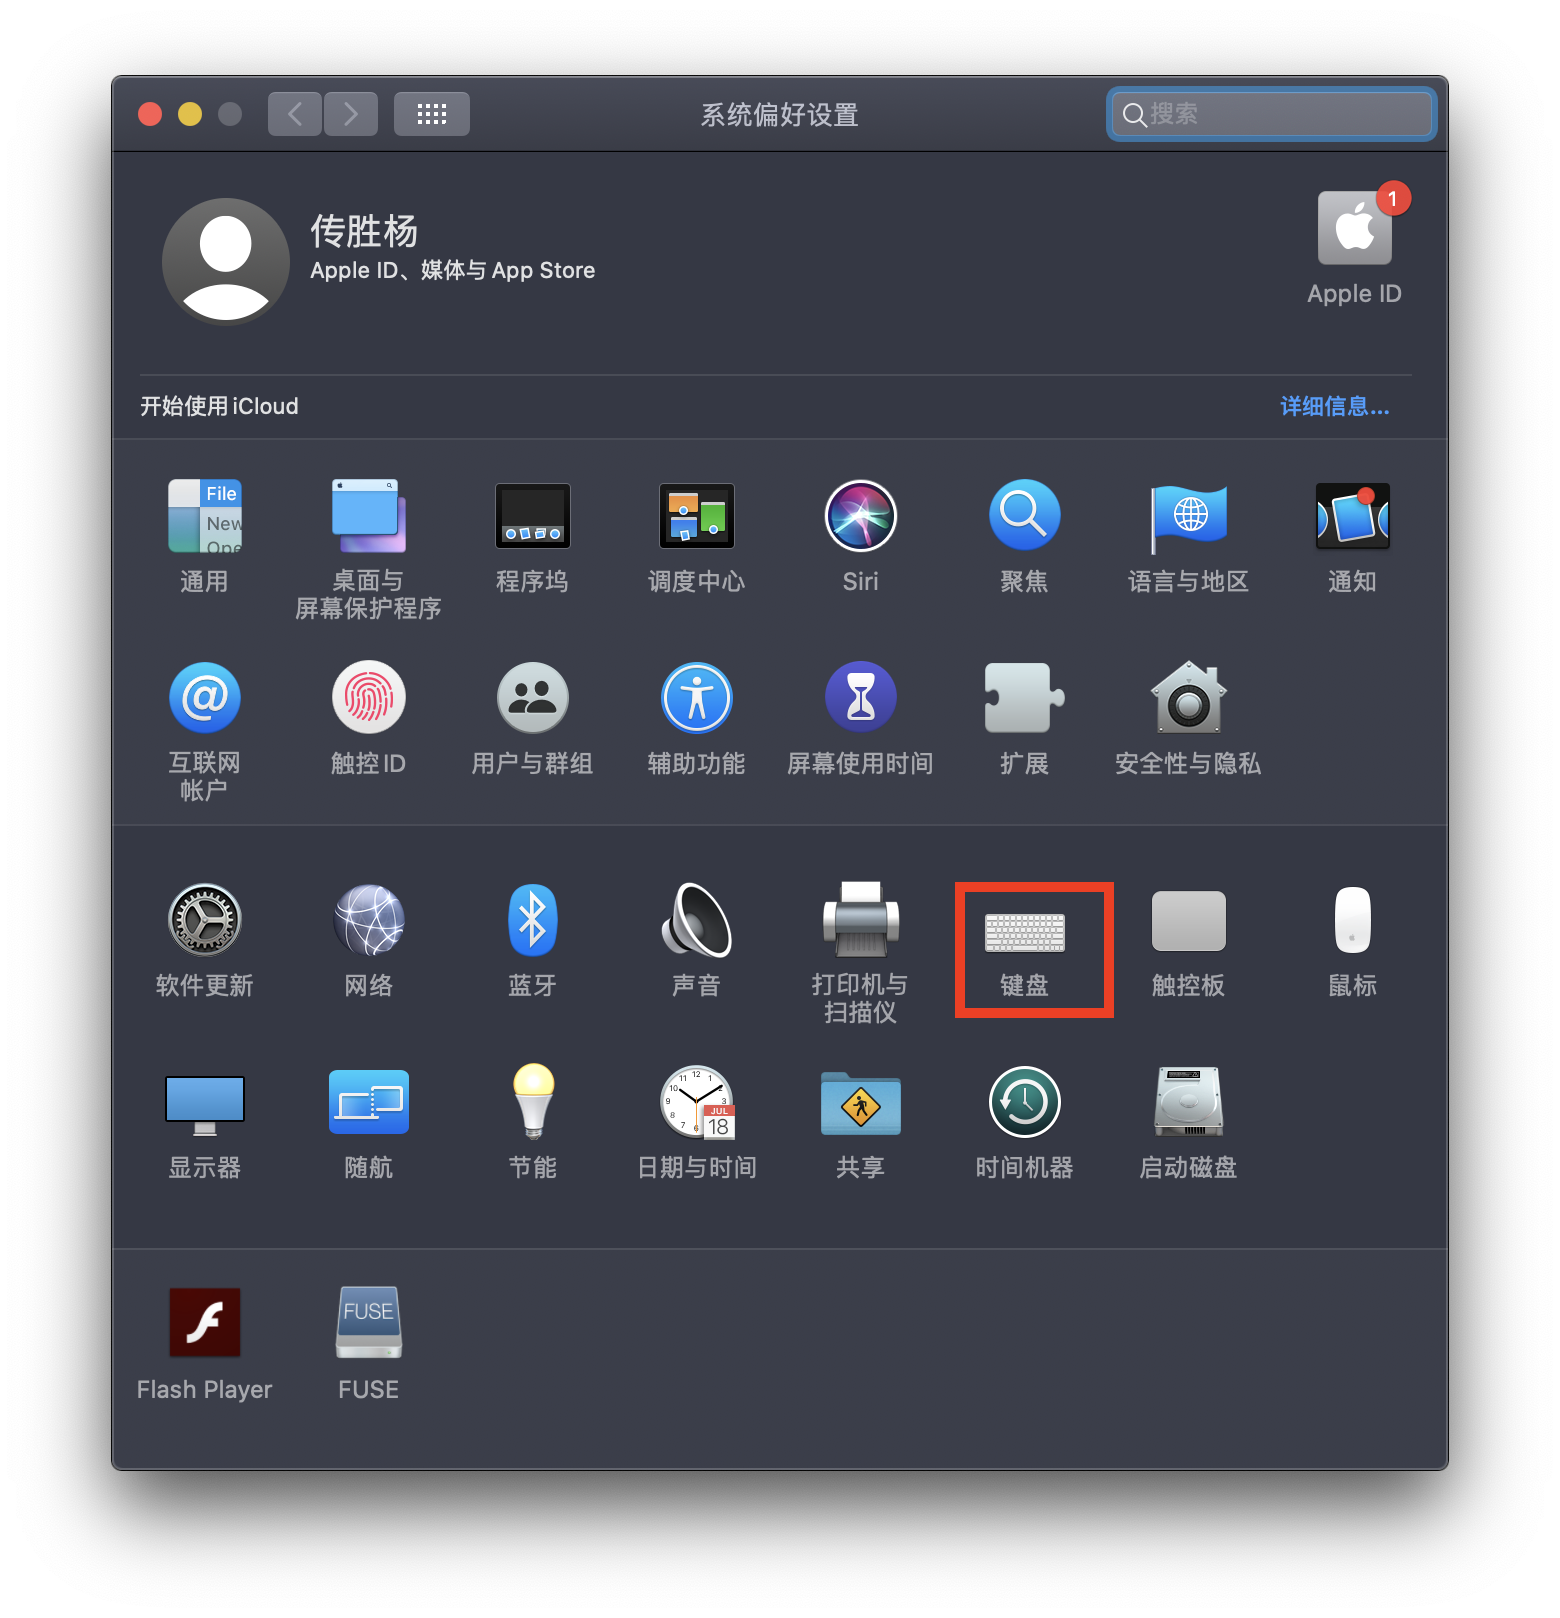 系统偏好设置
搜索
传胜杨
Apple ID、媒体与 App Store
1
Apple ID
开始使用 iCloud
详细信息...
File
New
Ope
通用
桌面与
屏幕保护程序
程序坞
调度中心
Siri
聚焦
语言与地区
通知
互联网
帐户
触控 ID
用户与群组
辅助功能
屏幕使用时间
扩展
安全性与隐私
软件更新
网络
蓝牙
声音
打印机与
扫描仪
键盘
触控板
鼠标
显示器
随航
节能
JUL
18
日期与时间
共享
时间机器
启动磁盘
FUSE
Flash Player
FUSE